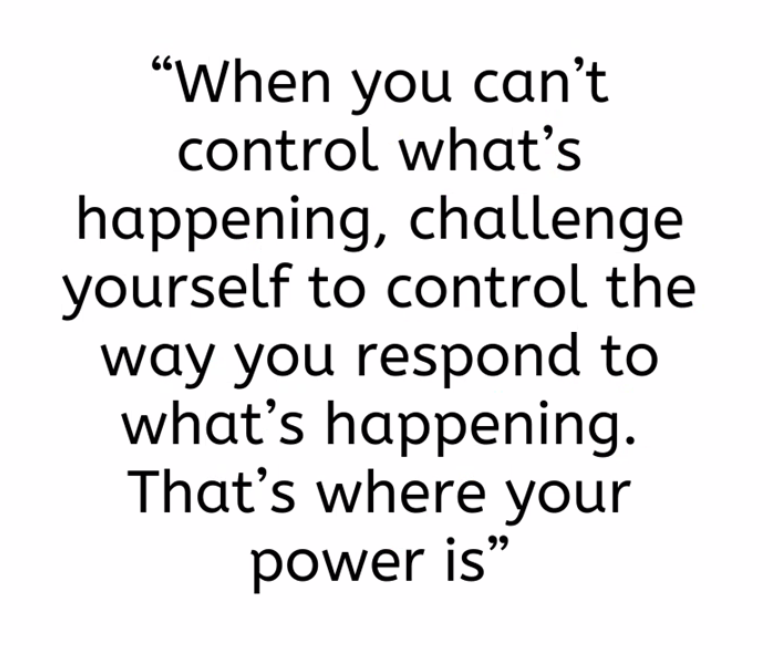 “When you can’t
control what’s
happening, challenge
yourself to control the
way you respond to
what’s happening.
That’s where your
power is”